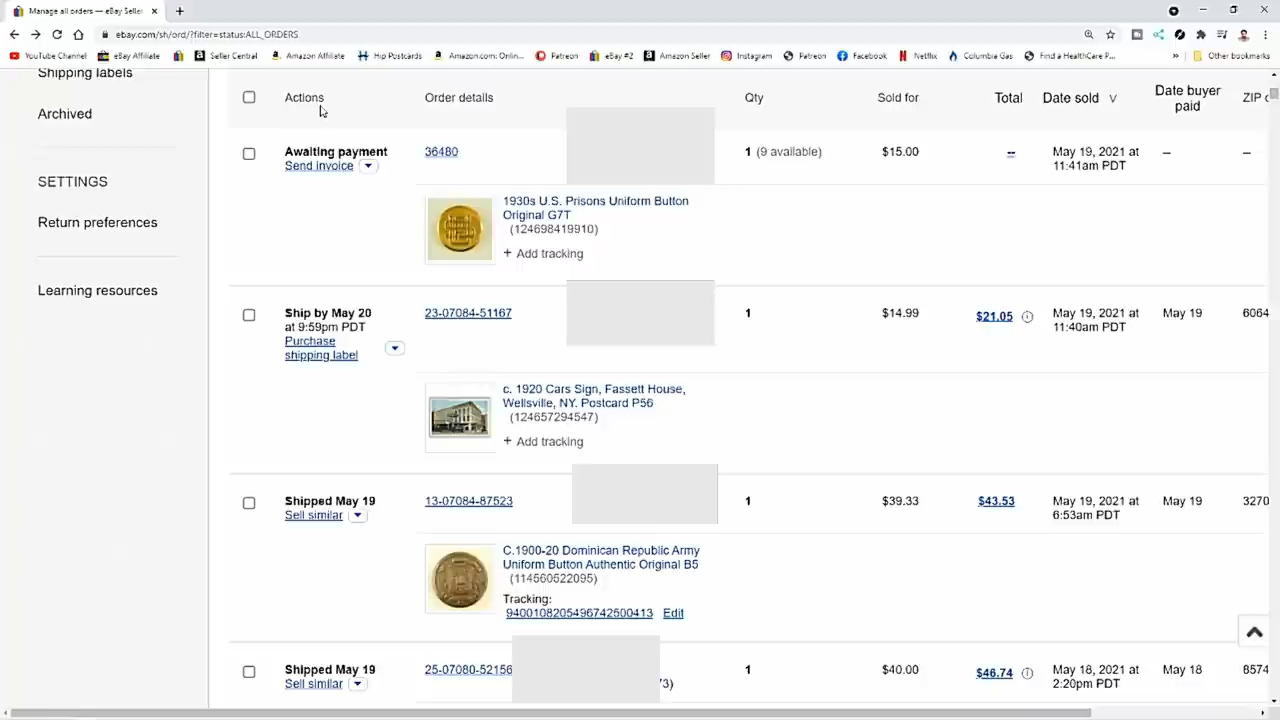 Manage all orders — eBay Seller
ebay.com/sh/ord/?filter=status:ALL_ORDERS
YouTube Channel eBay Affiliate Seller Central Amazon Affiliate Hip Postcards Amazon.com: Onlin... Patreon eBay #2 Amazon Seller Instagram Patreon Facebook Netflix Columbia Gas Find a HealthCare P... » Other bookmarks
Shipping labels
Archived
SETTINGS
Return preferences
Learning resources
Actions Order details Qty Sold for Total Date sold Date buyer paid ZIP c
Awaiting payment 36480 1 (9 available) $15.00 -- May 19, 2021 at – –
Send invoice 11:41am PDT
1930s U.S. Prisons Uniform Button
Original G7T
(124698419910)
+ Add tracking
Ship by May 20 23-07084-51167 1 $14.99 $21.05 May 19, 2021 at May 19 6064
at 9:59pm PDT 11:40am PDT
Purchase
shipping label
c. 1920 Cars Sign, Fassett House,
Wellsville, NY. Postcard P56
(124657294547)
+ Add tracking
Shipped May 19 13-07084-87523 1 $39.33 $43.53 May 19, 2021 at May 19 3270
Sell similar 6:53am PDT
C.1900-20 Dominican Republic Army
Uniform Button Authentic Original B5
(114560522095)
Tracking:
9400108205496742500413 Edit
Shipped May 19 25-07080-52156 1 $40.00 $46.74 May 18, 2021 at May 18 8574
Sell similar 73) 2:20pm PDT